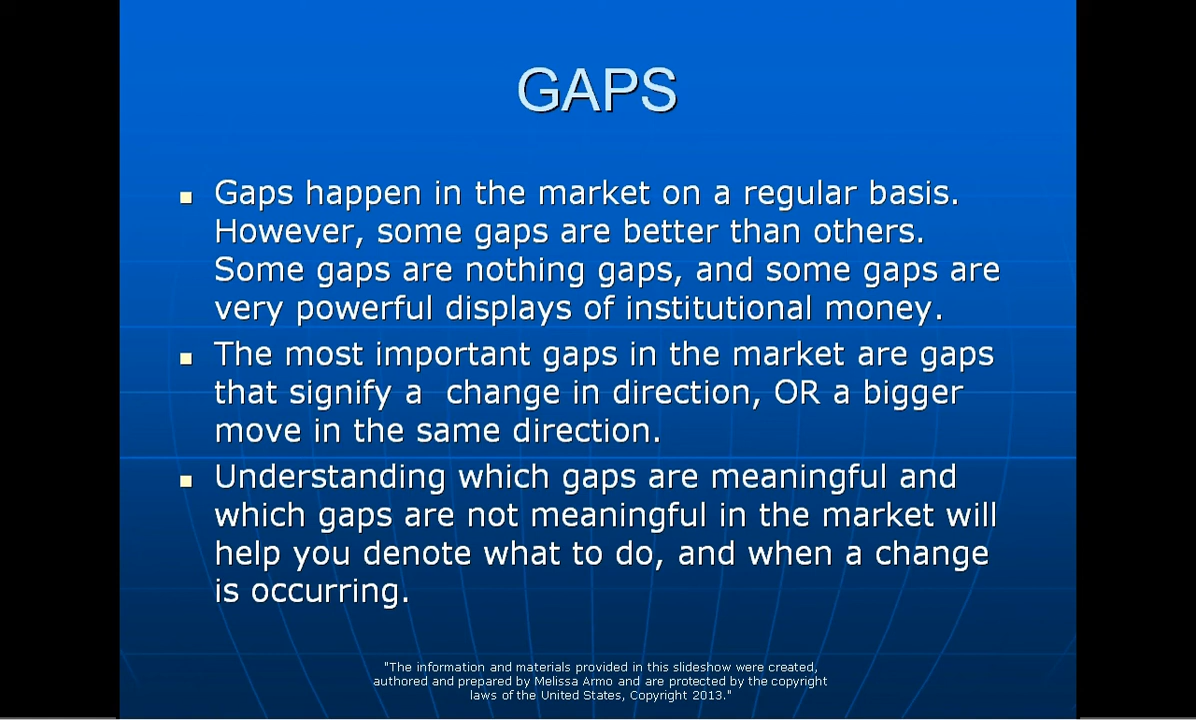 GAPS
Gaps happen in the market on a regular basis.
However, some gaps are better than others.
Some gaps are nothing gaps, and some gaps are
very powerful displays of institutional money.
The most important gaps in the market are gaps
that signify a  change in direction, OR a bigger
move in the same direction.
Understanding which gaps are meaningful and
which gaps are not meaningful in the market will
help you denote what to do, and when a change
is occurring.
"The information and materials provided in this slideshow were created,
authored and prepared by Melissa Armo and are protected by the copyright
laws of the United States, Copyright 2013."